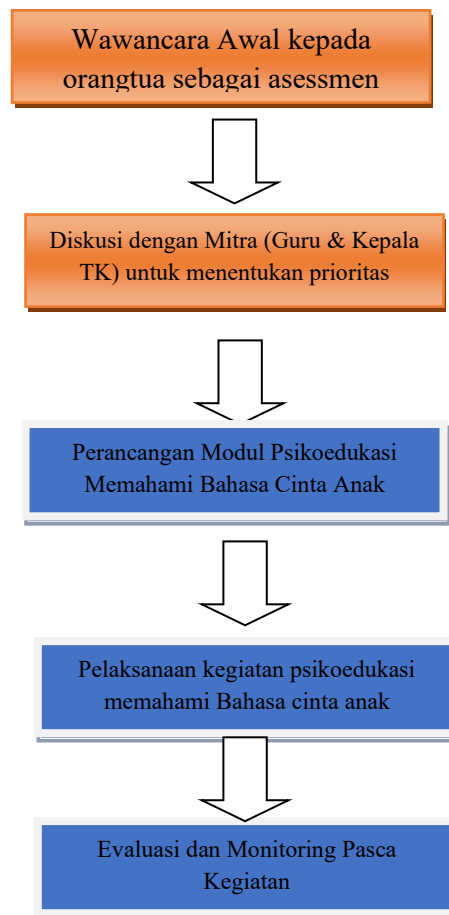 Wawancara Awal kepada
orangtua sebagai asessmen
Diskusi dengan Mitra (Guru & Kepala
TK) untuk menentukan prioritas
Perancangan Modul Psikoedukasi
Memahami Bahasa Cinta Anak
Pelaksanaan kegiatan psikoedukasi
memahami Bahasa cinta anak
Evaluasi dan Monitoring Pasca
Kegiatan